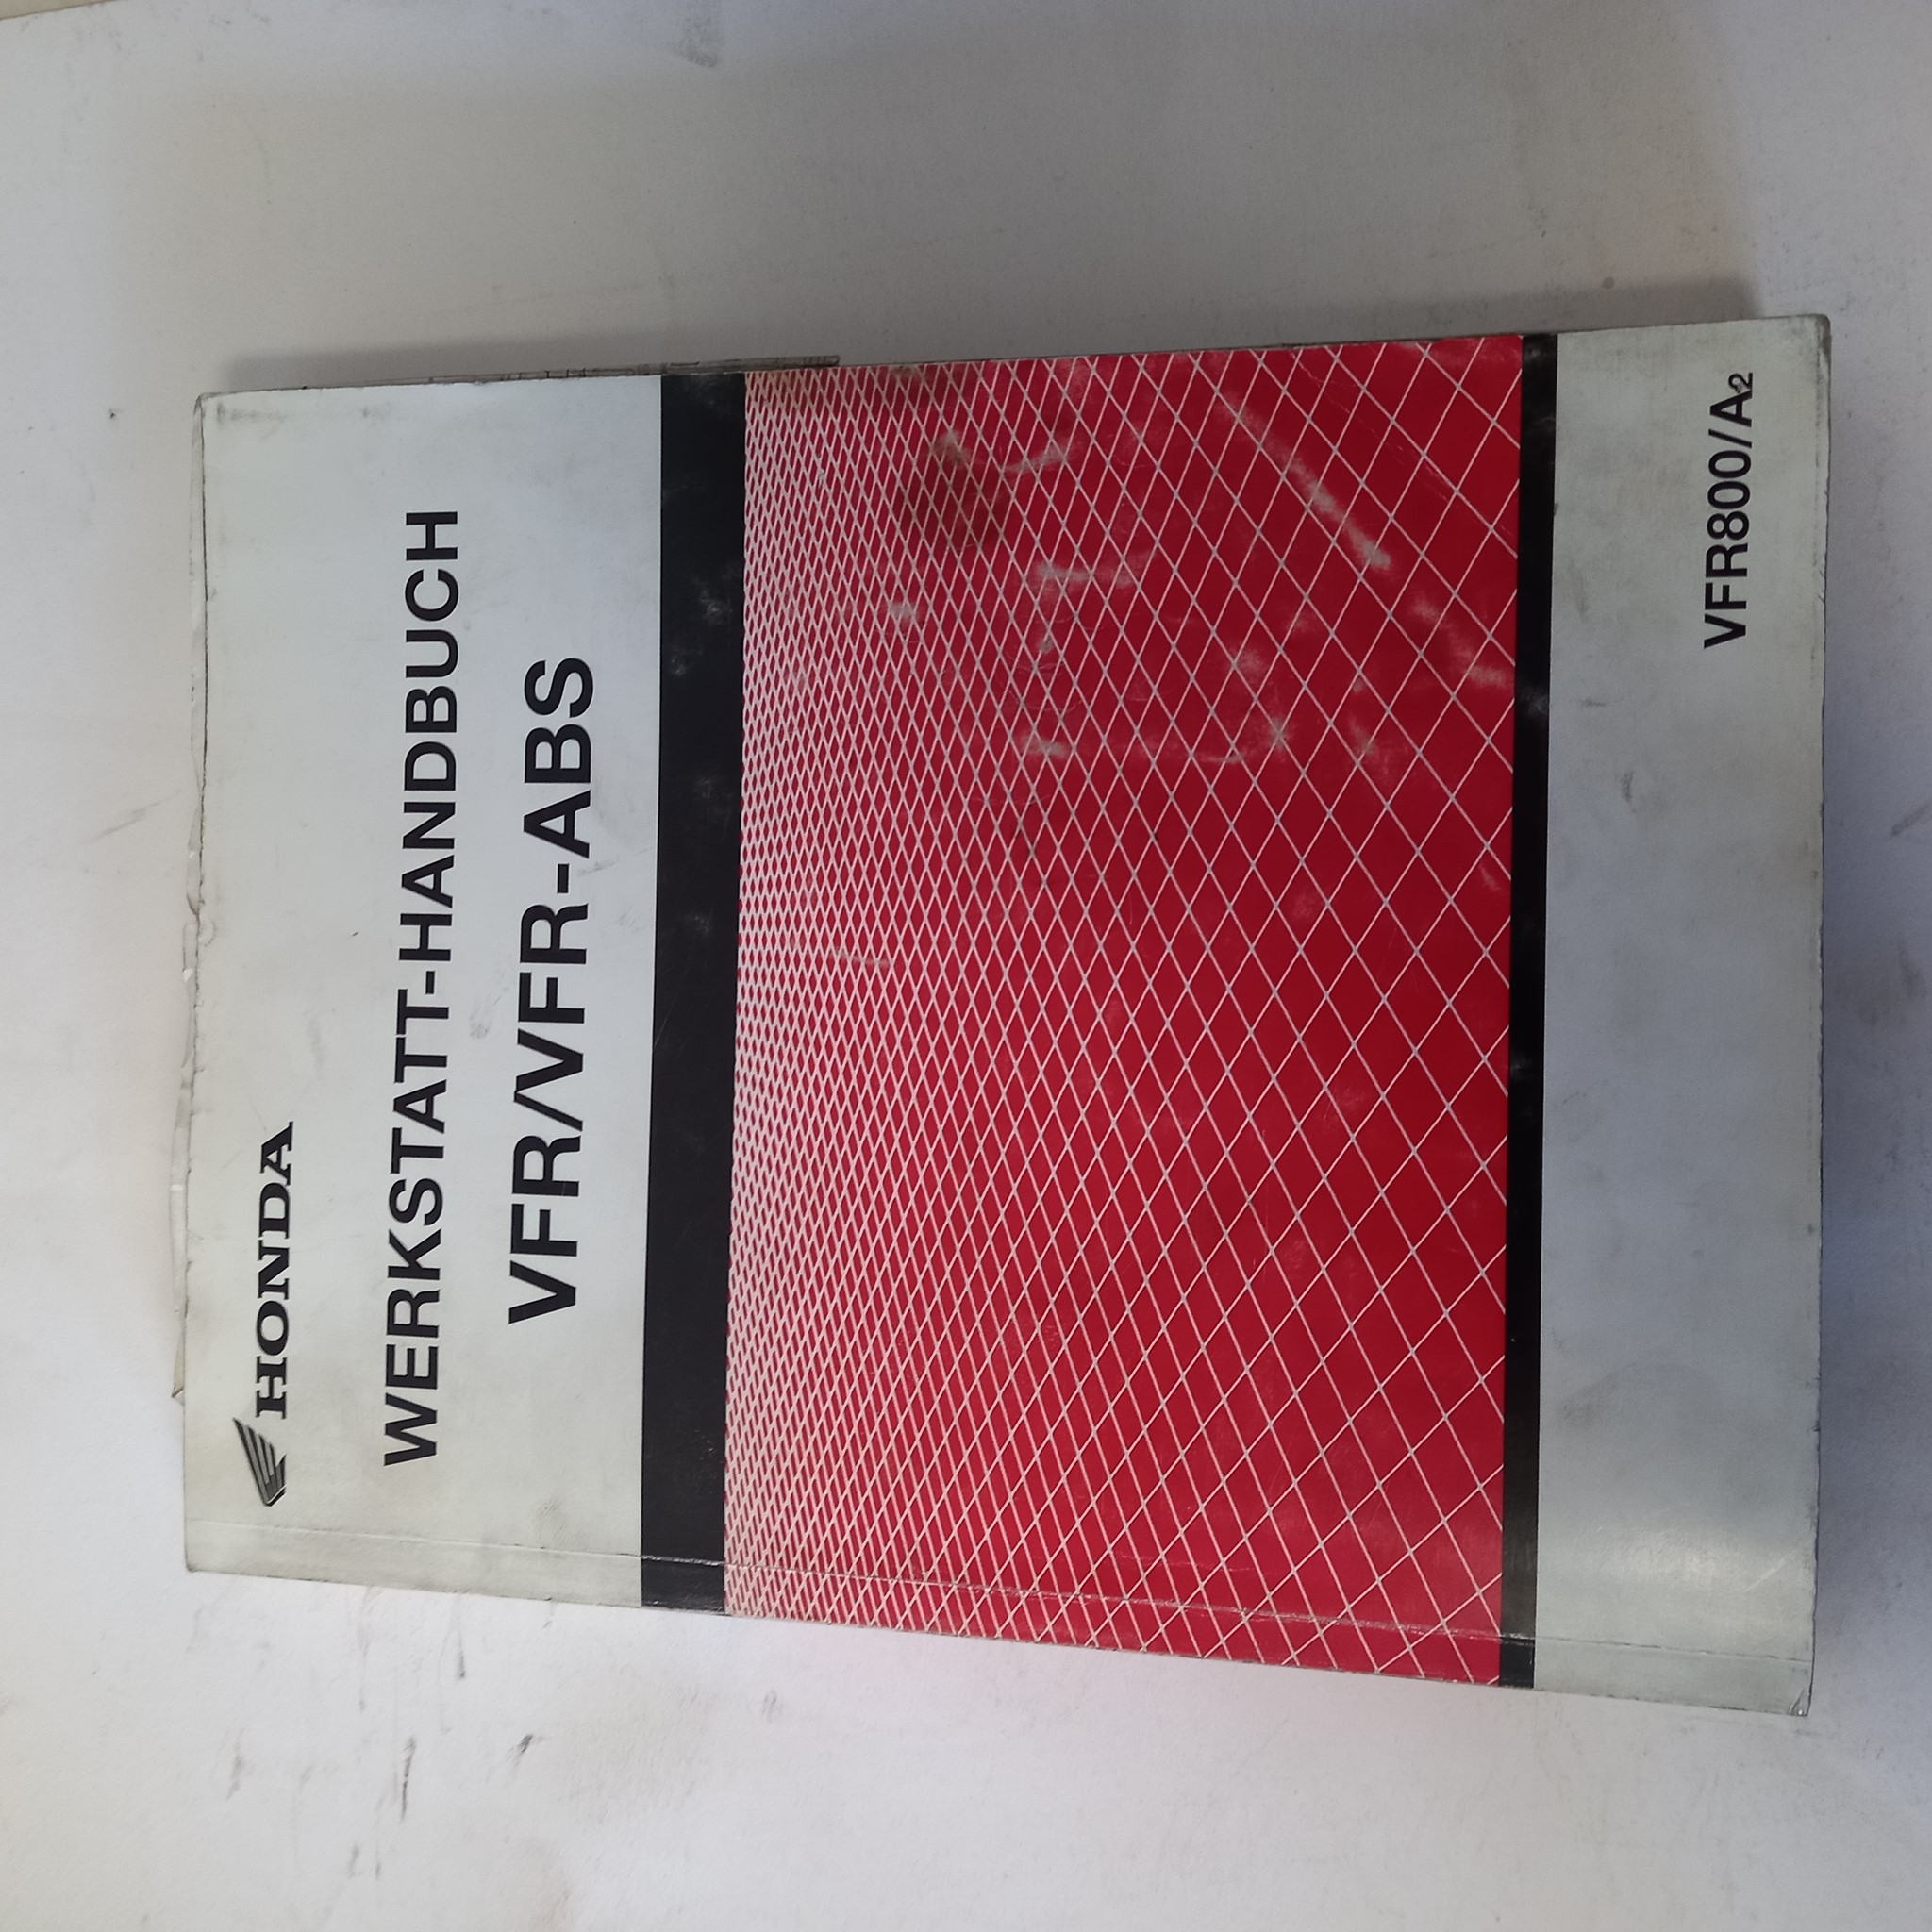 HONDA
WERKSTATT-HANDBUCH
VFR/VFR-ABS
VFR800/A2